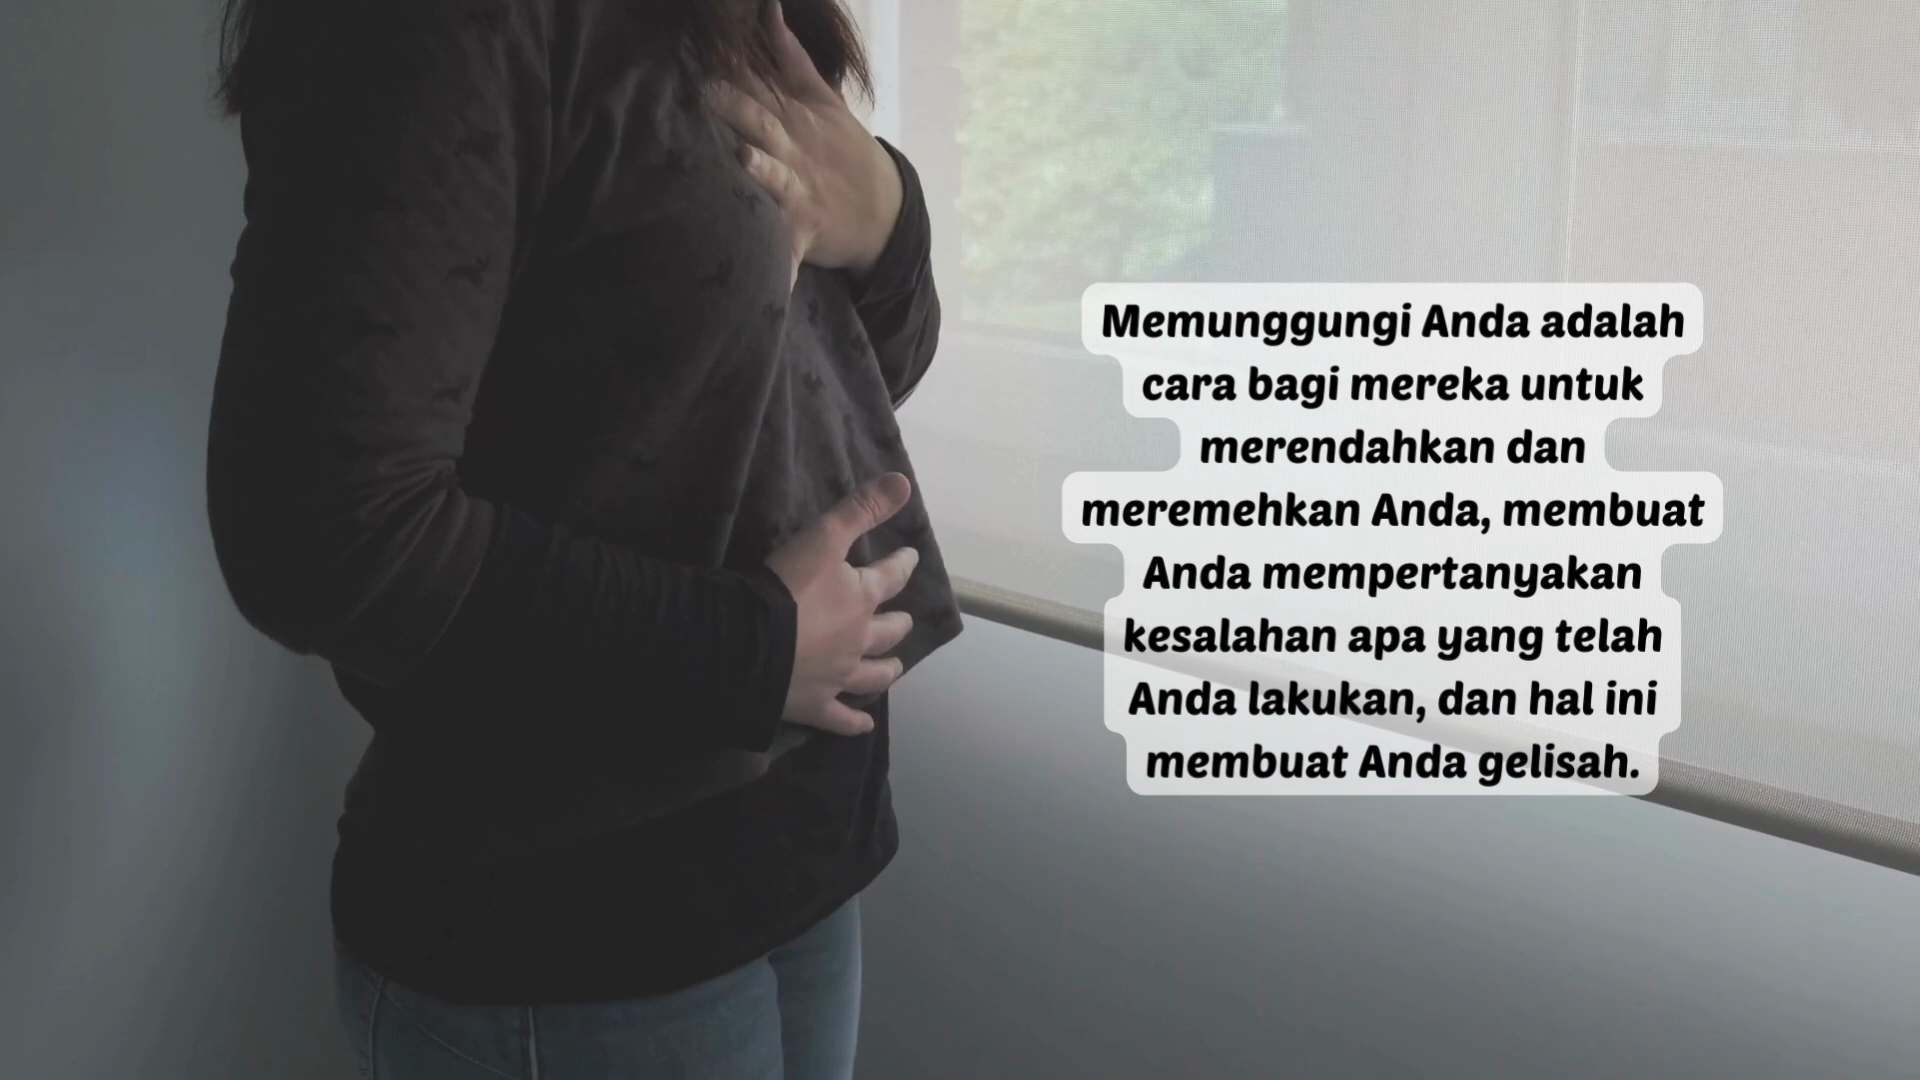 Memunggungi Anda adalah
cara bagi mereka untuk
merendahkan dan
meremehkan Anda, membuat
Anda mempertanyakan
kesalahan apa yang telah
Anda lakukan, dan hal ini
membuat Anda gelisah.